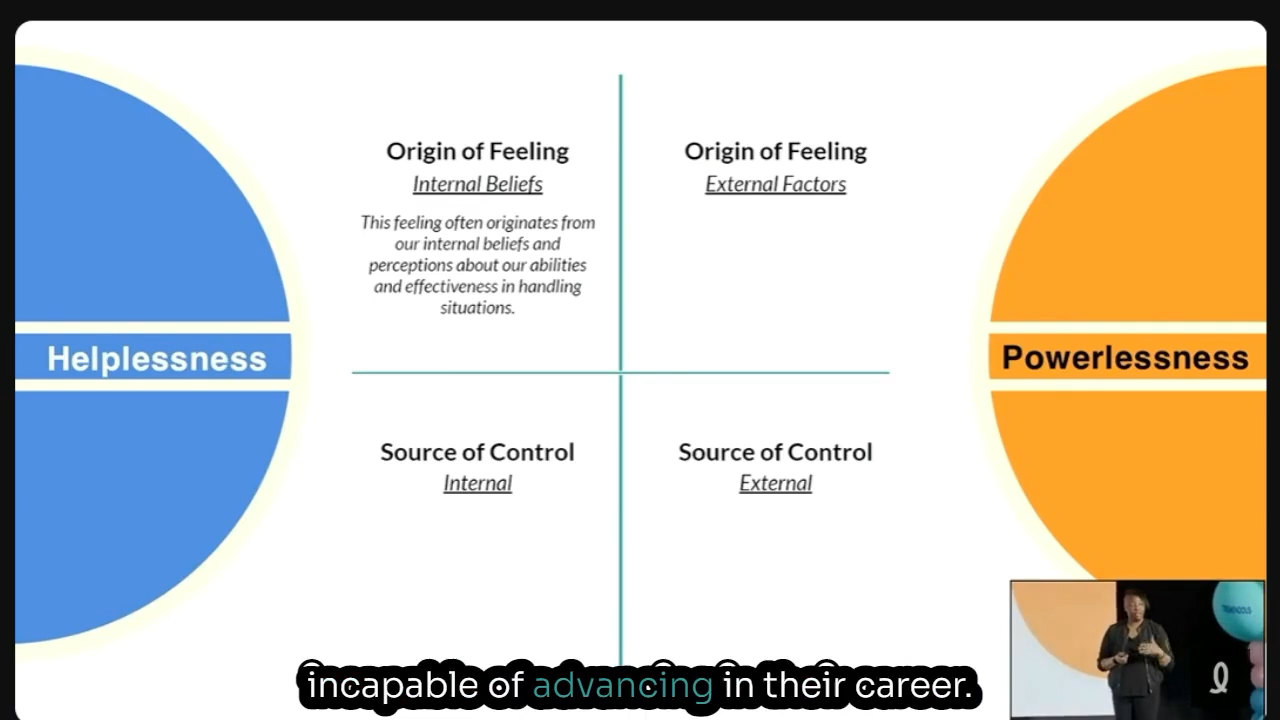 Helplessness
Origin of Feeling
Internal Beliefs
This feeling often originates from
our internal beliefs and
perceptions about our abilities
and effectiveness in handling
situations.
Origin of Feeling
External Factors
Source of Control
Internal
Source of Control
External
Powerlessness
incapable of advancing in their career.